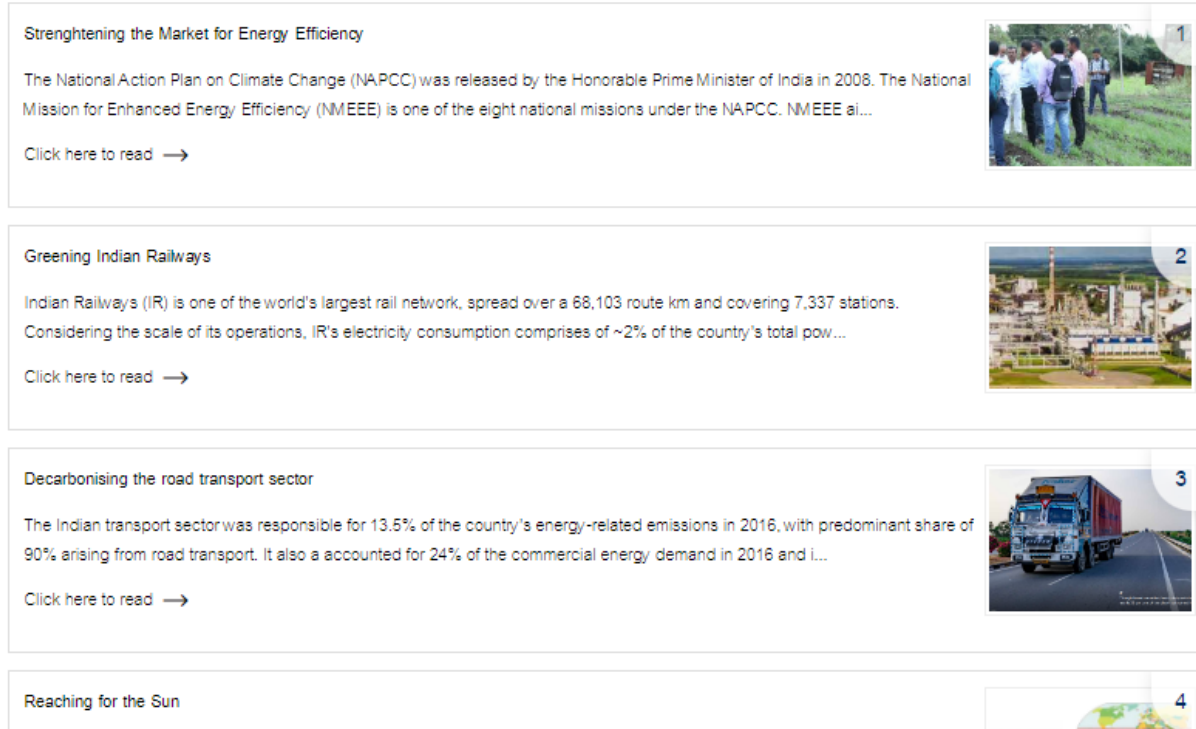 Strenghtening the Market for Energy Efficiency
1
The National Action Plan on Climate Change (NAPCC) was released by the Honorable Prime Minister of India in 2008. The National
Mission for Enhanced Energy Efficiency (NMEEE) is one of the eight national missions under the NAPCC. NMEEE ai...
Click here to read →
Greening Indian Railways
2
Indian Railways (IR) is one of the world's largest rail network, spread over a 68,103 route km and covering 7,337 stations.
Considering the scale of its operations, IR's electricity consumption comprises of ~2% of the country's total pow...
Click here to read →
Decarbonising the road transport sector
3
The Indian transport sector was responsible for 13.5% of the country's energy-related emissions in 2016, with predominant share of
90% arising from road transport. It also a accounted for 24% of the commercial energy demand in 2016 and i...
Click here to read →
Reaching for the Sun
4